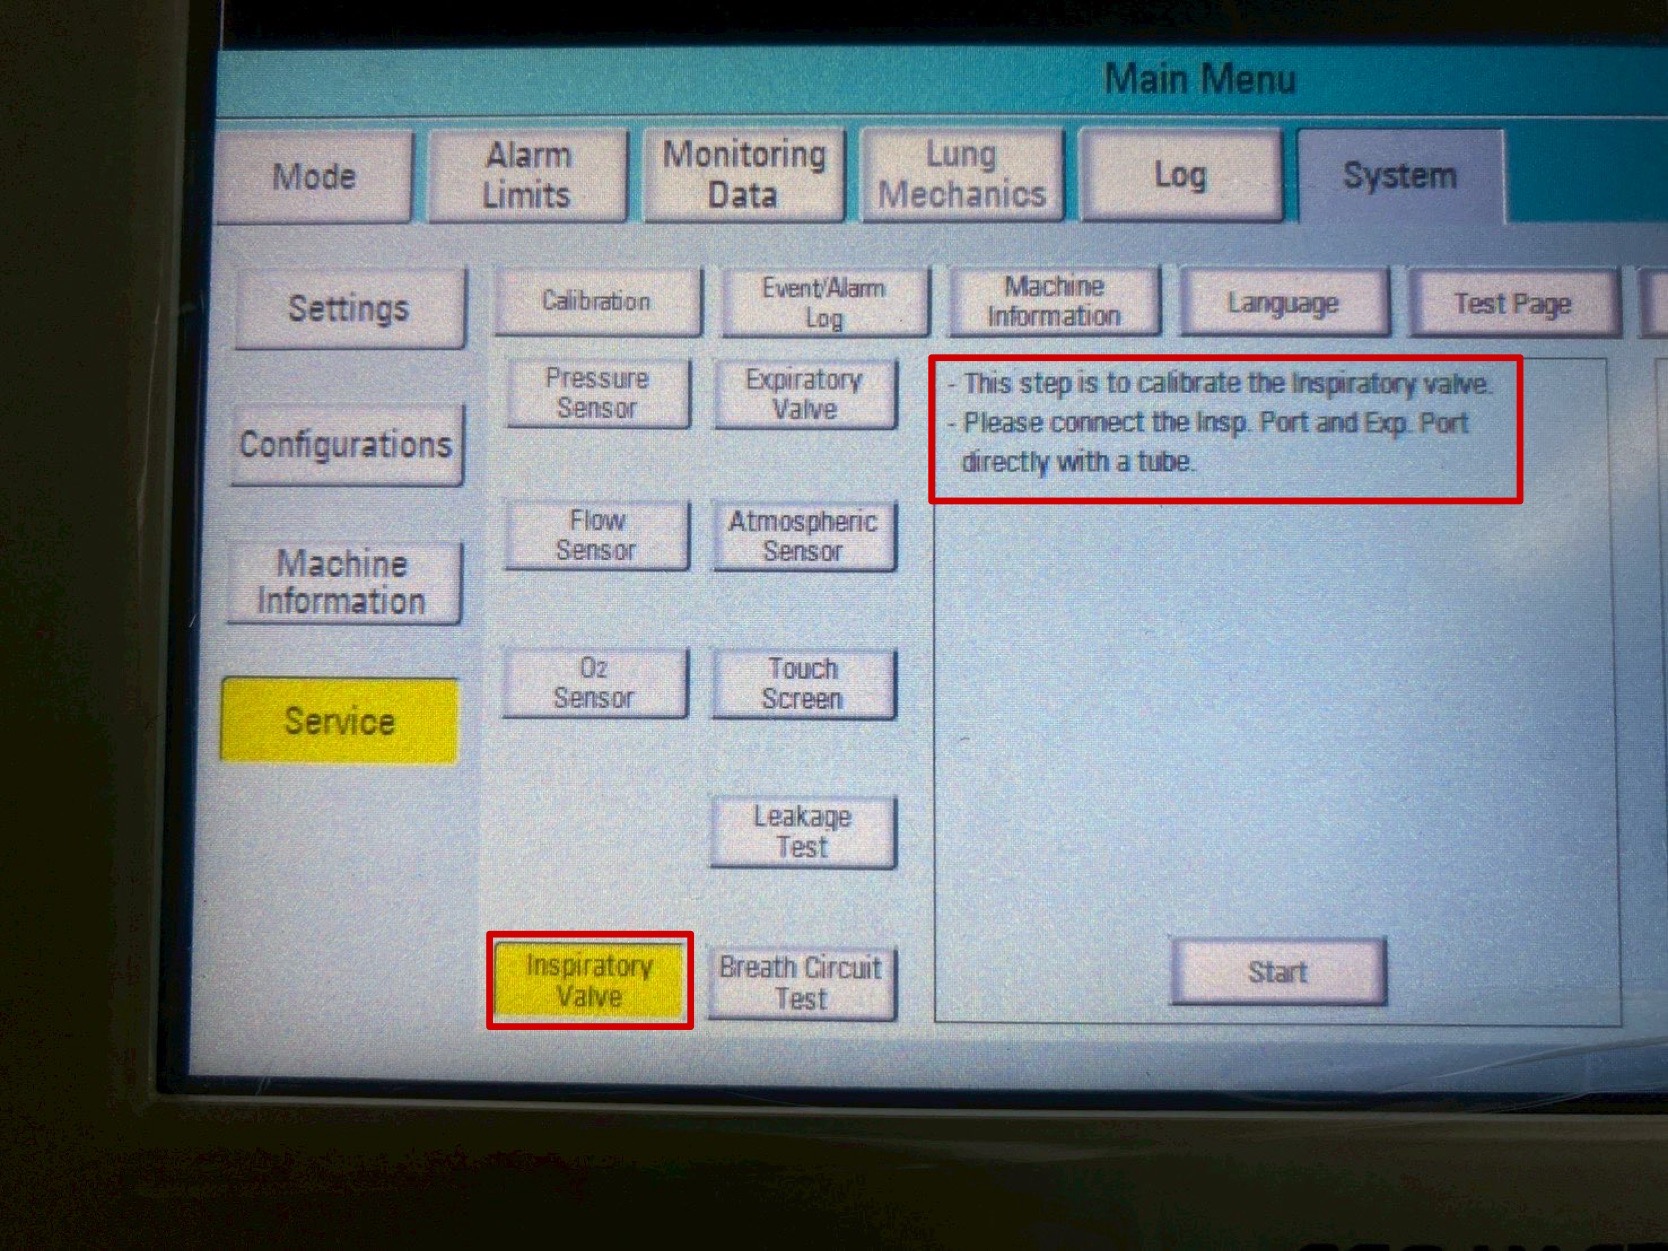 Main Menu
Mode
Alarm
Limits
Monitoring
Data
Lung
Mechanics
Log
System
Settings
Calibration
Event/Alarm
Log
Machine
Information
Language
Test Page
Configurations
Machine
Information
Service
Pressure
Sensor
Expiratory
Valve
Flow
Sensor
Atmospheric
Sensor
O2
Sensor
Touch
Screen
Leakage
Test
Inspiratory
Valve
Breath Circuit
Test
- This step is to calibrate the Inspiratory valve.
- Please connect the Insp. Port and Exp. Port
directly with a tube.
Start